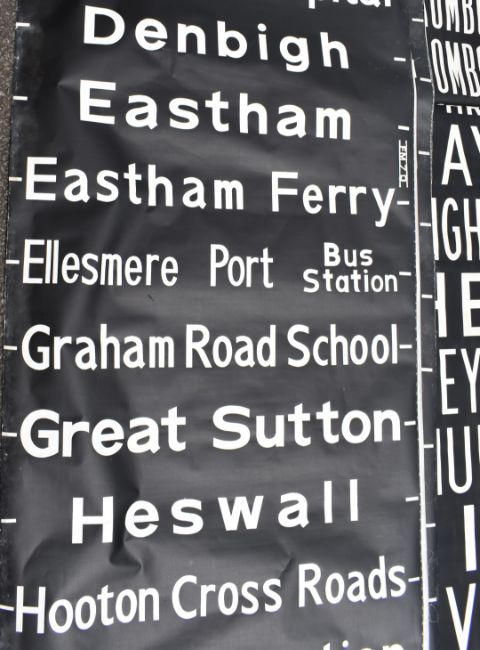 Denbigh
Eastham
Eastham Ferry
Ellesmere Port Bus Station
Graham Road School
Great Sutton
Heswall
Hooton Cross Roads